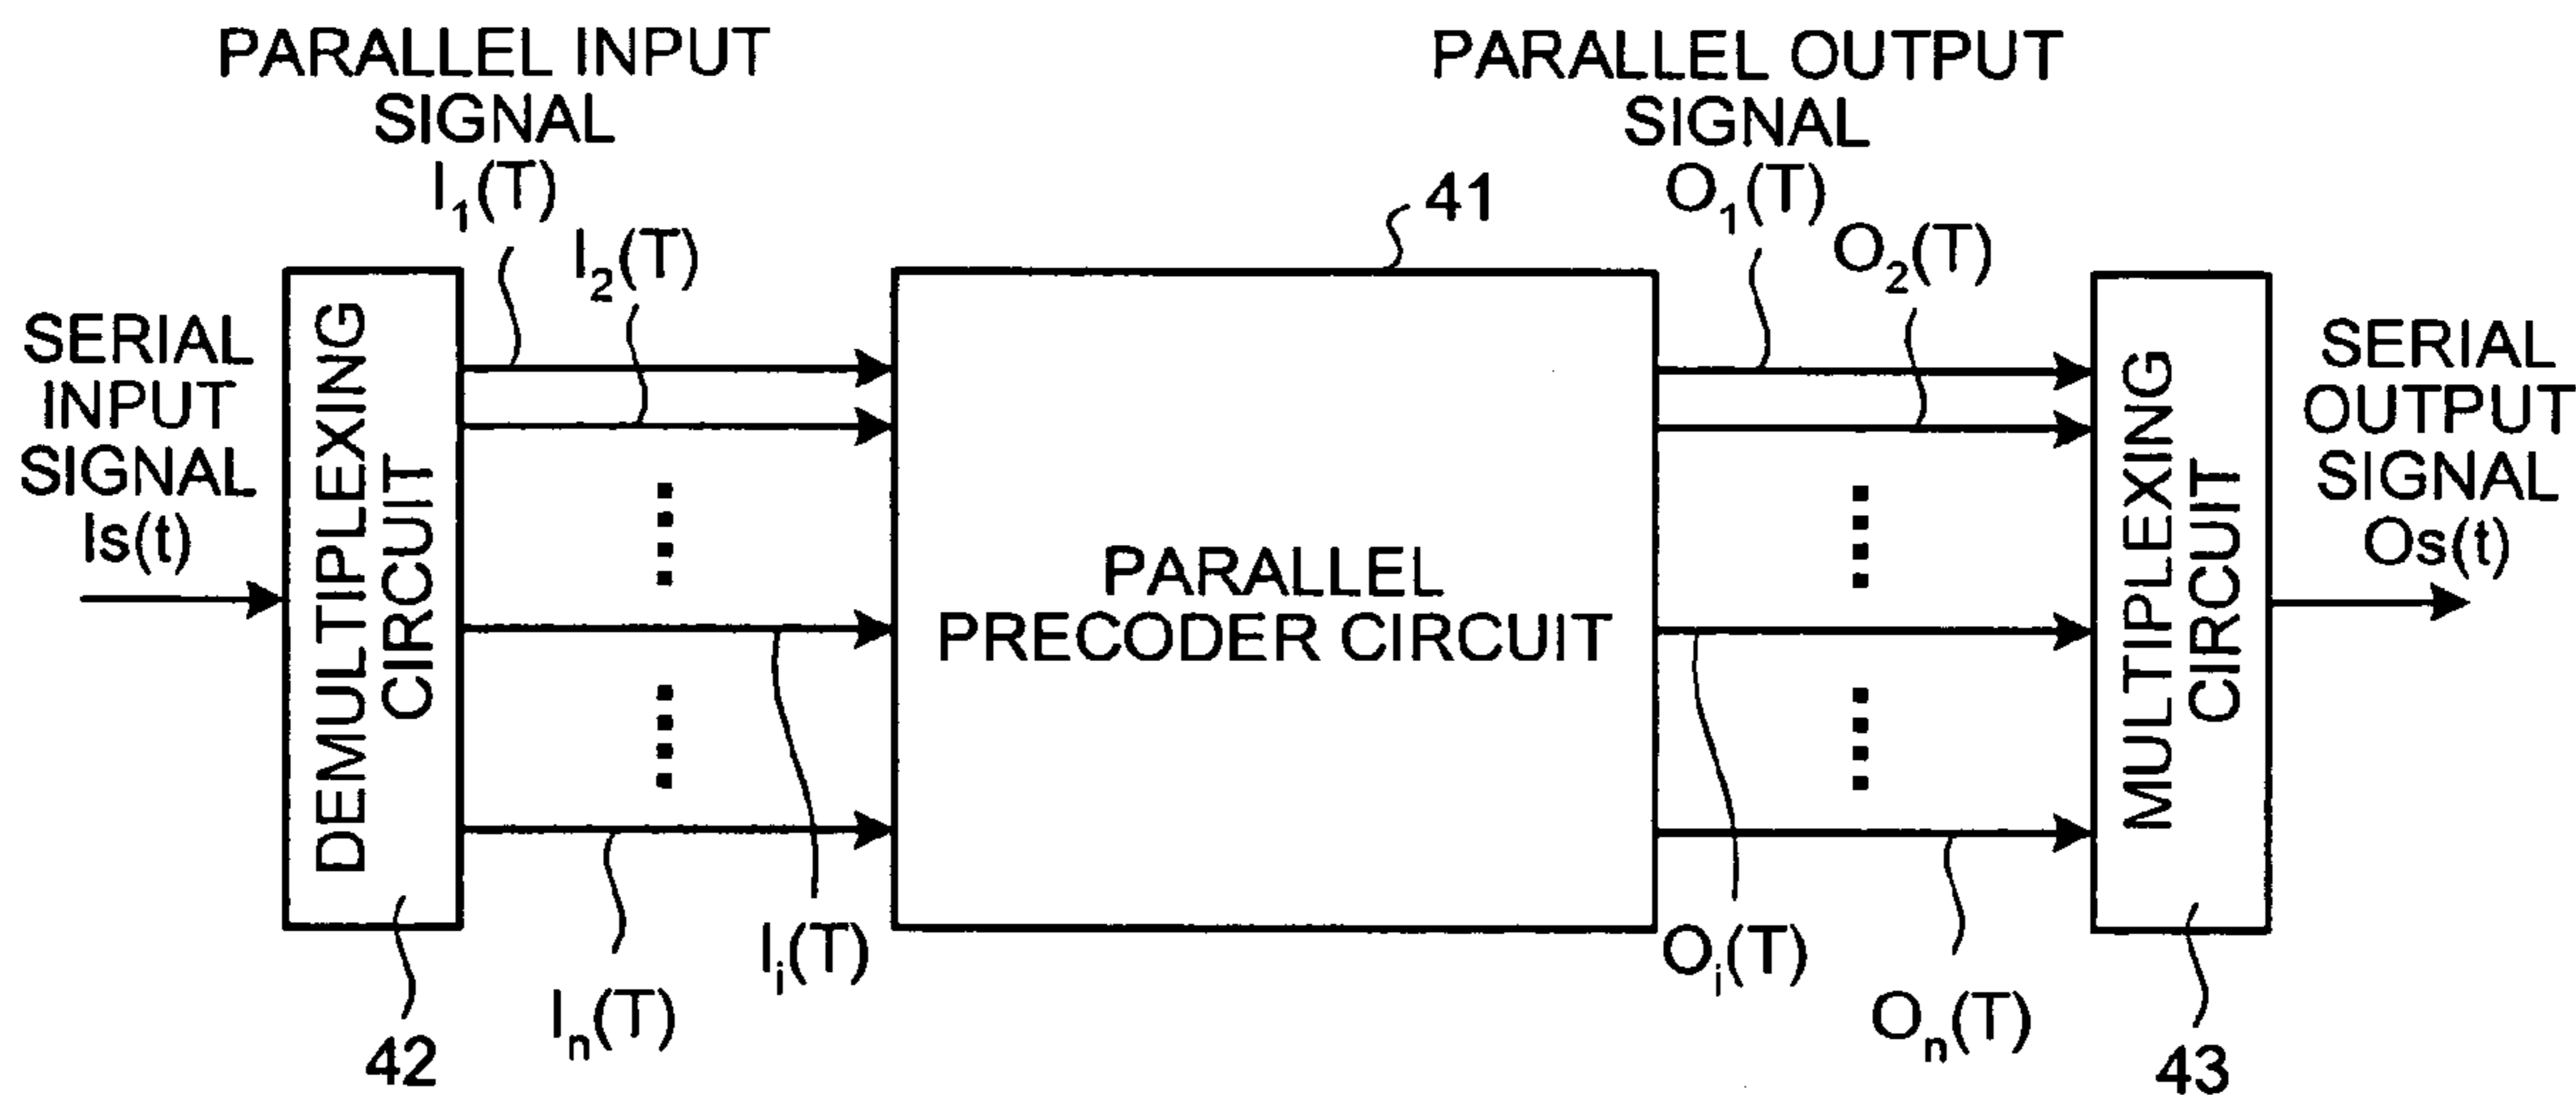 PARALLEL INPUT
SIGNAL
I₁(T)
I₂(T)
41
PARALLEL OUTPUT
SIGNAL
O₁(T)
O₂(T)
SERIAL
INPUT
SIGNAL
Is(t)
DEMULTIPLEXING
CIRCUIT
PARALLEL
PRECODER CIRCUIT
MULTIPLEXING
CIRCUIT
SERIAL
OUTPUT
SIGNAL
Os(t)
Iᵢ(T)
Iₙ(T)
Oᵢ(T)
Oₙ(T)
42
43